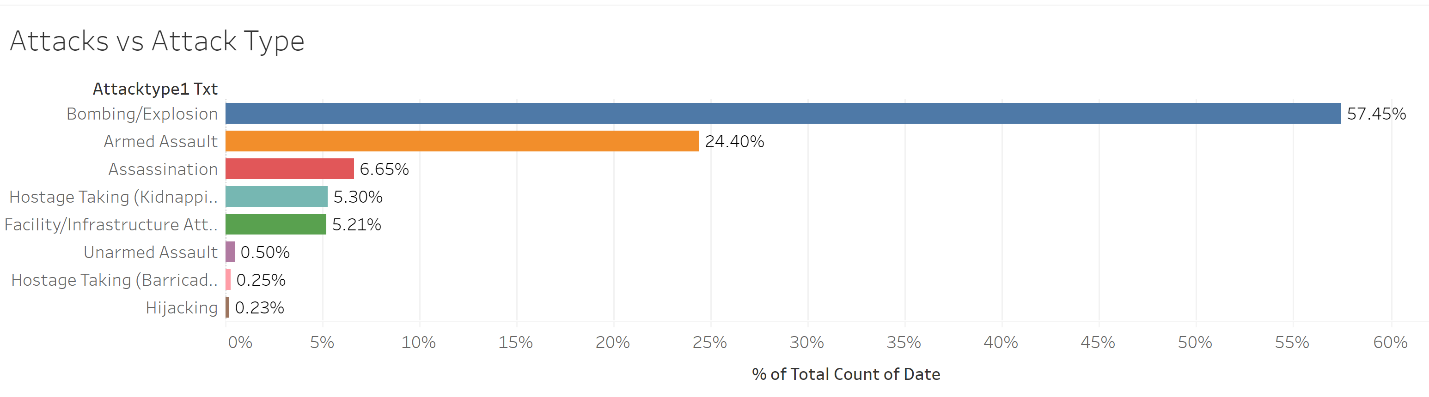 Attacks vs Attack Type
Attacktype1 Txt
Bombing/Explosion 57.45%
Armed Assault 24.40%
Assassination 6.65%
Hostage Taking (Kidnappi.. 5.30%
Facility/Infrastructure Att.. 5.21%
Unarmed Assault 0.50%
Hostage Taking (Barricad.. 0.25%
Hijacking 0.23%
0% 5% 10% 15% 20% 25% 30% 35% 40% 45% 50% 55% 60%
% of Total Count of Date